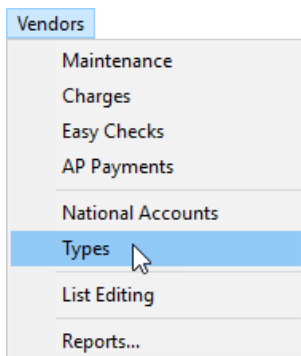 Vendors
Maintenance
Charges
Easy Checks
AP Payments
National Accounts
Types
List Editing
Reports...